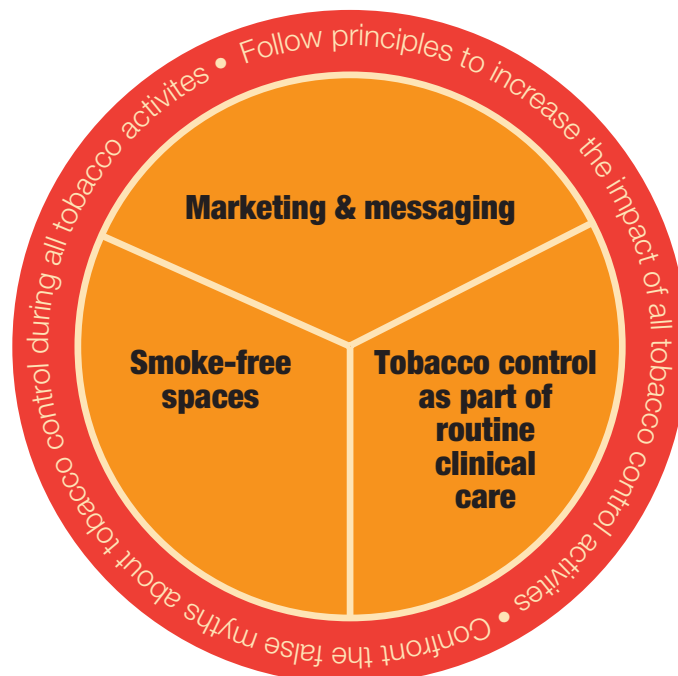 Follow principles to increase the impact of all tobacco control activites • Confront the false myths about tobacco control during all tobacco activites •
Marketing & messaging
Smoke-free
spaces
Tobacco control
as part of
routine
clinical
care